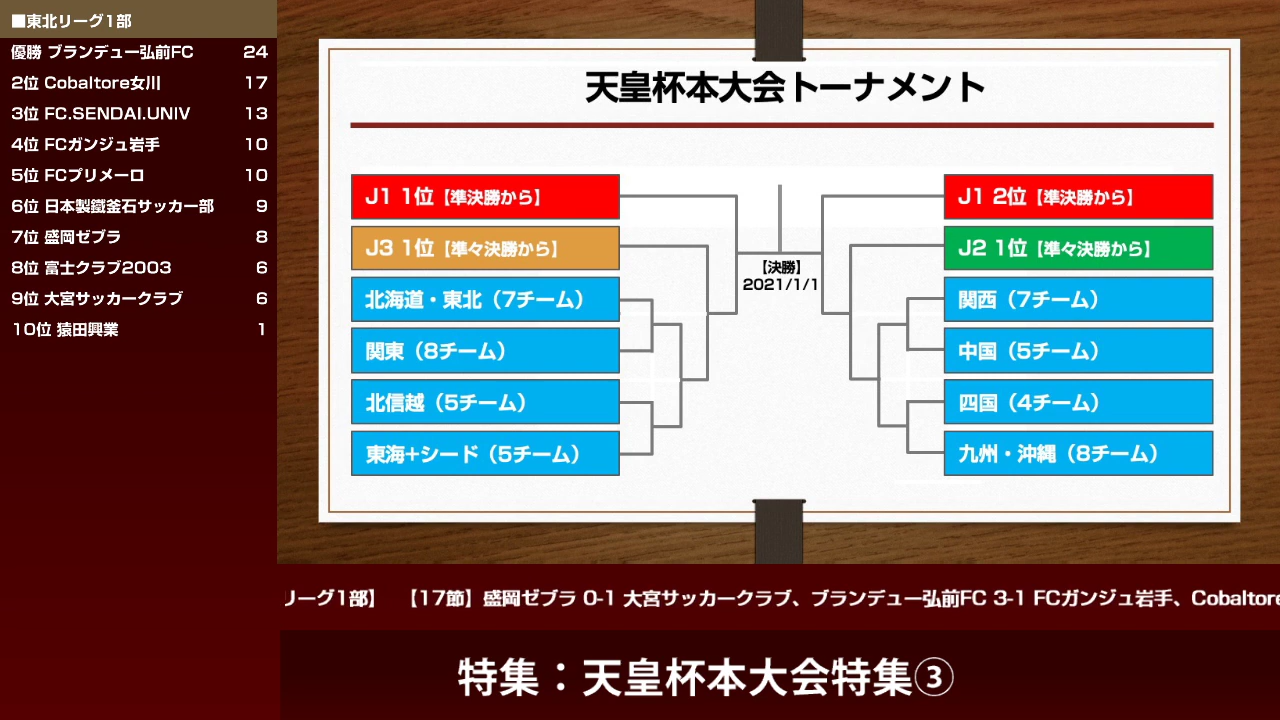 ■東北リーグ1部
優勝 ブランデュー弘前FC 24
2位 Cobaltore女川 17
3位 FC.SENDAI.UNIV 13
4位 FCガンジュ岩手 10
5位 FCプリメーロ 10
6位 日本製鐵釜石サッカー部 9
7位 盛岡ゼブラ 8
8位 富士クラブ2003 6
9位 大宮サッカークラブ 6
10位 猿田興業 1
天皇杯本大会トーナメント
J1 1位【準決勝から】
J3 1位【準々決勝から】
北海道・東北（7チーム）
関東（8チーム）
北信越（5チーム）
東海+シード（5チーム）
【決勝】
2021/1/1
J1 2位【準決勝から】
J2 1位【準々決勝から】
関西（7チーム）
中国（5チーム）
四国（4チーム）
九州・沖縄（8チーム）
リーグ1部】 【17節】盛岡ゼブラ 0-1 大宮サッカークラブ、ブランデュー弘前FC 3-1 FCガンジュ岩手、Cobaltore
特集：天皇杯本大会特集③